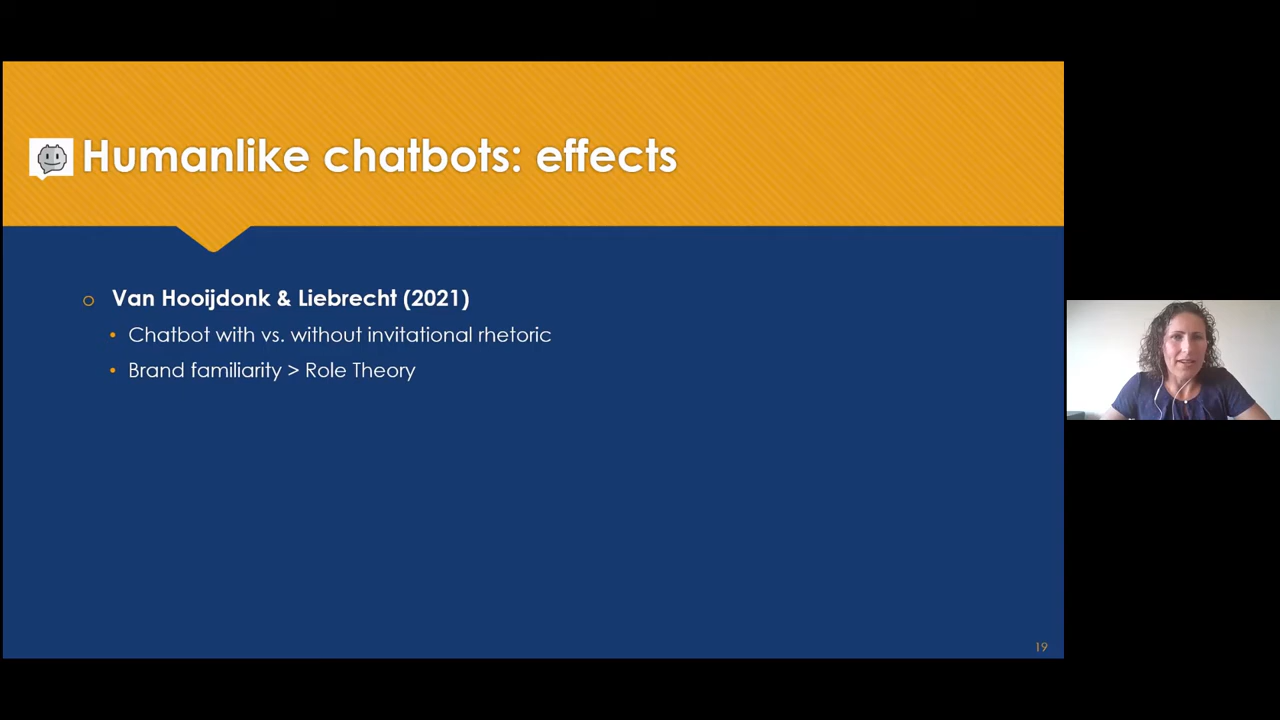 Humanlike chatbots: effects
Van Hooijdonk & Liebrecht (2021)
Chatbot with vs. without invitational rhetoric
Brand familiarity > Role Theory
19